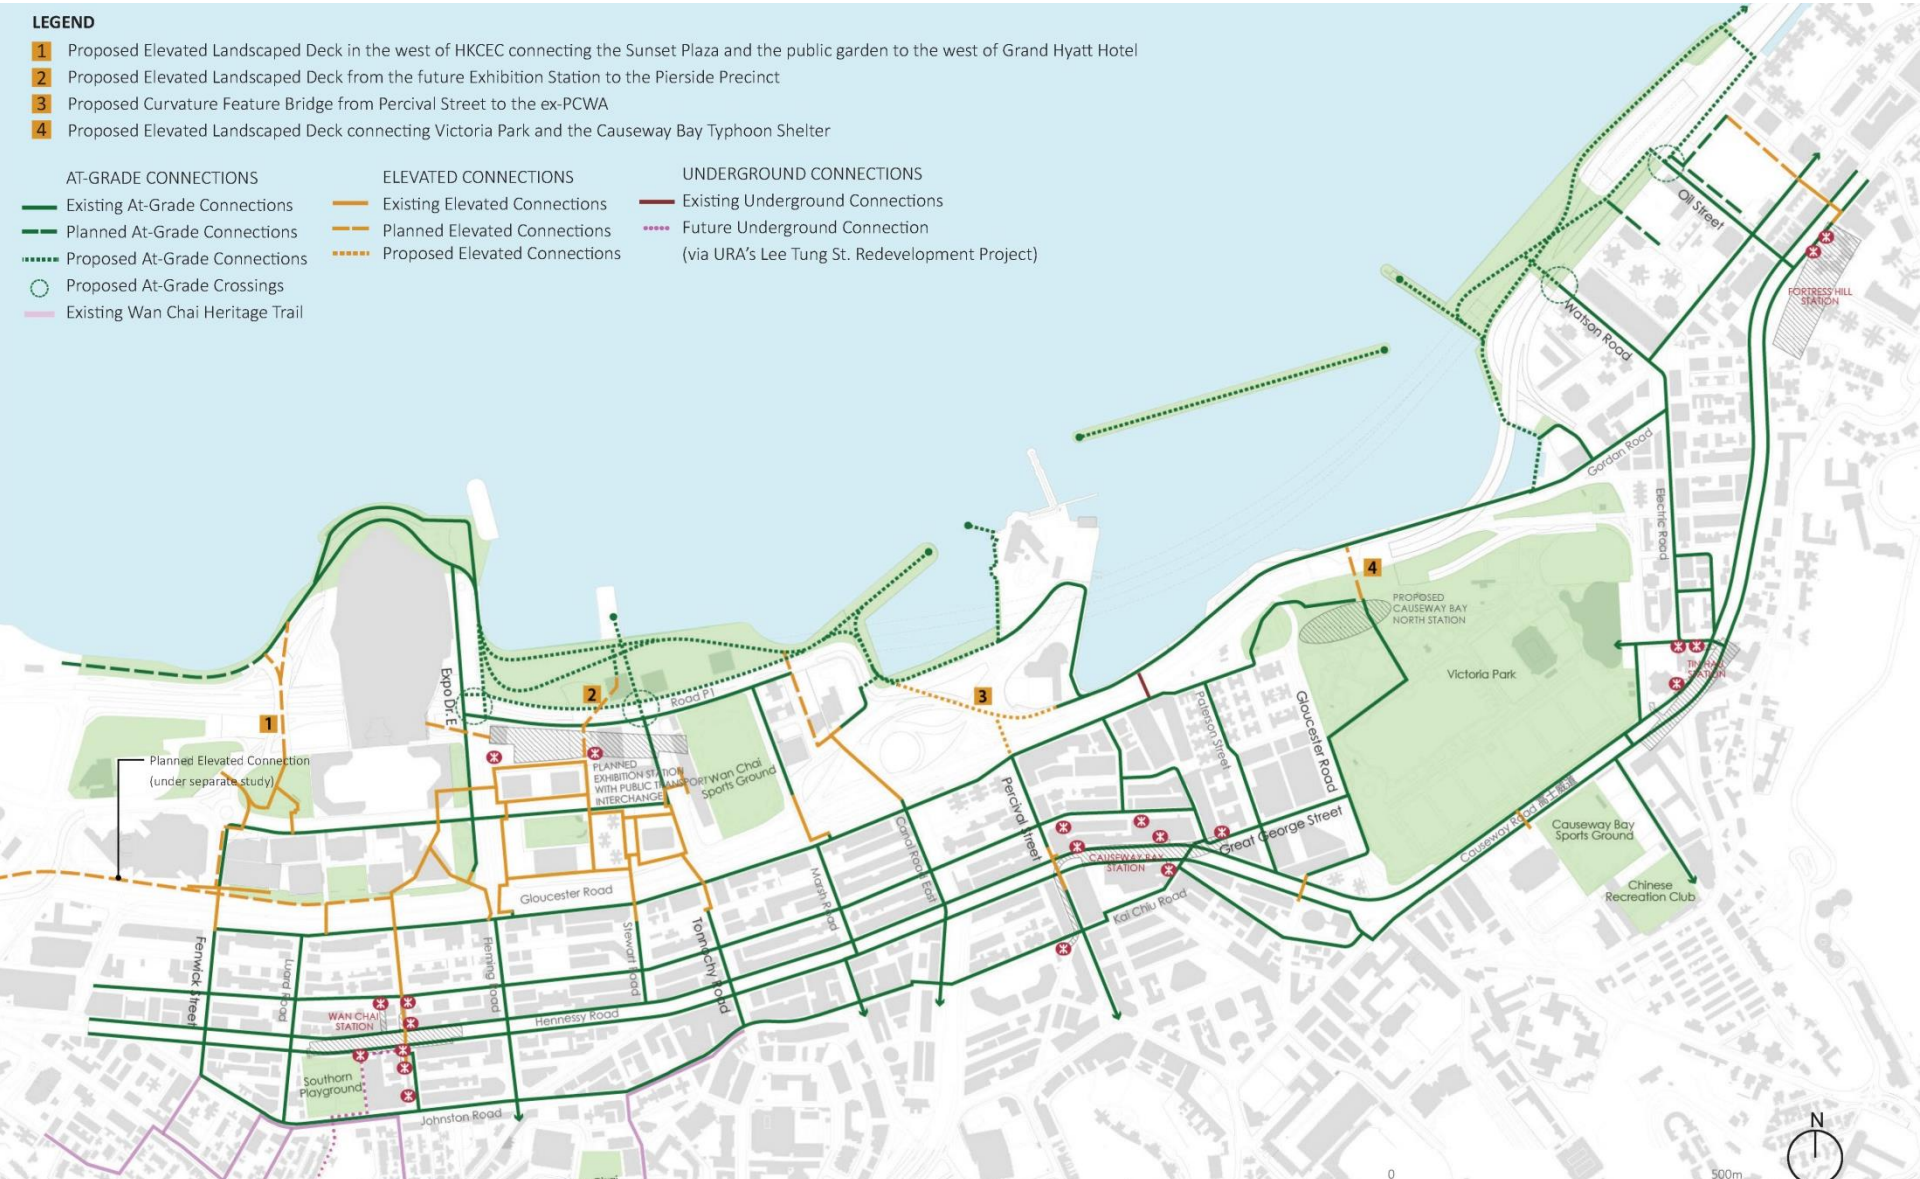 LEGEND
1 Proposed Elevated Landscaped Deck in the west of HKCEC connecting the Sunset Plaza and the public garden to the west of Grand Hyatt Hotel
2 Proposed Elevated Landscaped Deck from the future Exhibition Station to the Pierside Precinct
3 Proposed Curvature Feature Bridge from Percival Street to the ex-PCWA
4 Proposed Elevated Landscaped Deck connecting Victoria Park and the Causeway Bay Typhoon Shelter
AT-GRADE CONNECTIONS
Existing At-Grade Connections
Planned At-Grade Connections
Proposed At-Grade Connections
Proposed At-Grade Crossings
Existing Wan Chai Heritage Trail
ELEVATED CONNECTIONS
Existing Elevated Connections
Planned Elevated Connections
Proposed Elevated Connections
UNDERGROUND CONNECTIONS
Existing Underground Connections
Future Underground Connection
(via URA's Lee Tung St. Redevelopment Project)
Oil Street
FORTRESS HILL
STATION
Watson Road
Gordan Road
Electric Road
4
PROPOSED
CAUSEWAY BAY
NORTH STATION
Victoria Park
TIN HAU
STATION
Expo Dr. E
2
Road P1
3
1
Paterson Street
Gloucester Road
Planned Elevated Connection
(under separate study)
PLANNED
EXHIBITION STATION
WITH PUBLIC TRANSPORT
INTERCHANGE
Wan Chai
Sports Ground
Percival Street
Canal Road East
Great George Street
Causeway Road 高士威道
Causeway Bay
Sports Ground
CAUSEWAY BAY
STATION
Marsh Road
Gloucester Road
Kai Chiu Road
Chinese
Recreation Club
Fenwick Street
Luard Road
Fleming Road
Stewart Road
Tonnochy Road
WAN CHAI
STATION
Hennessy Road
Southorn
Playground
Johnston Road
N
0
500m